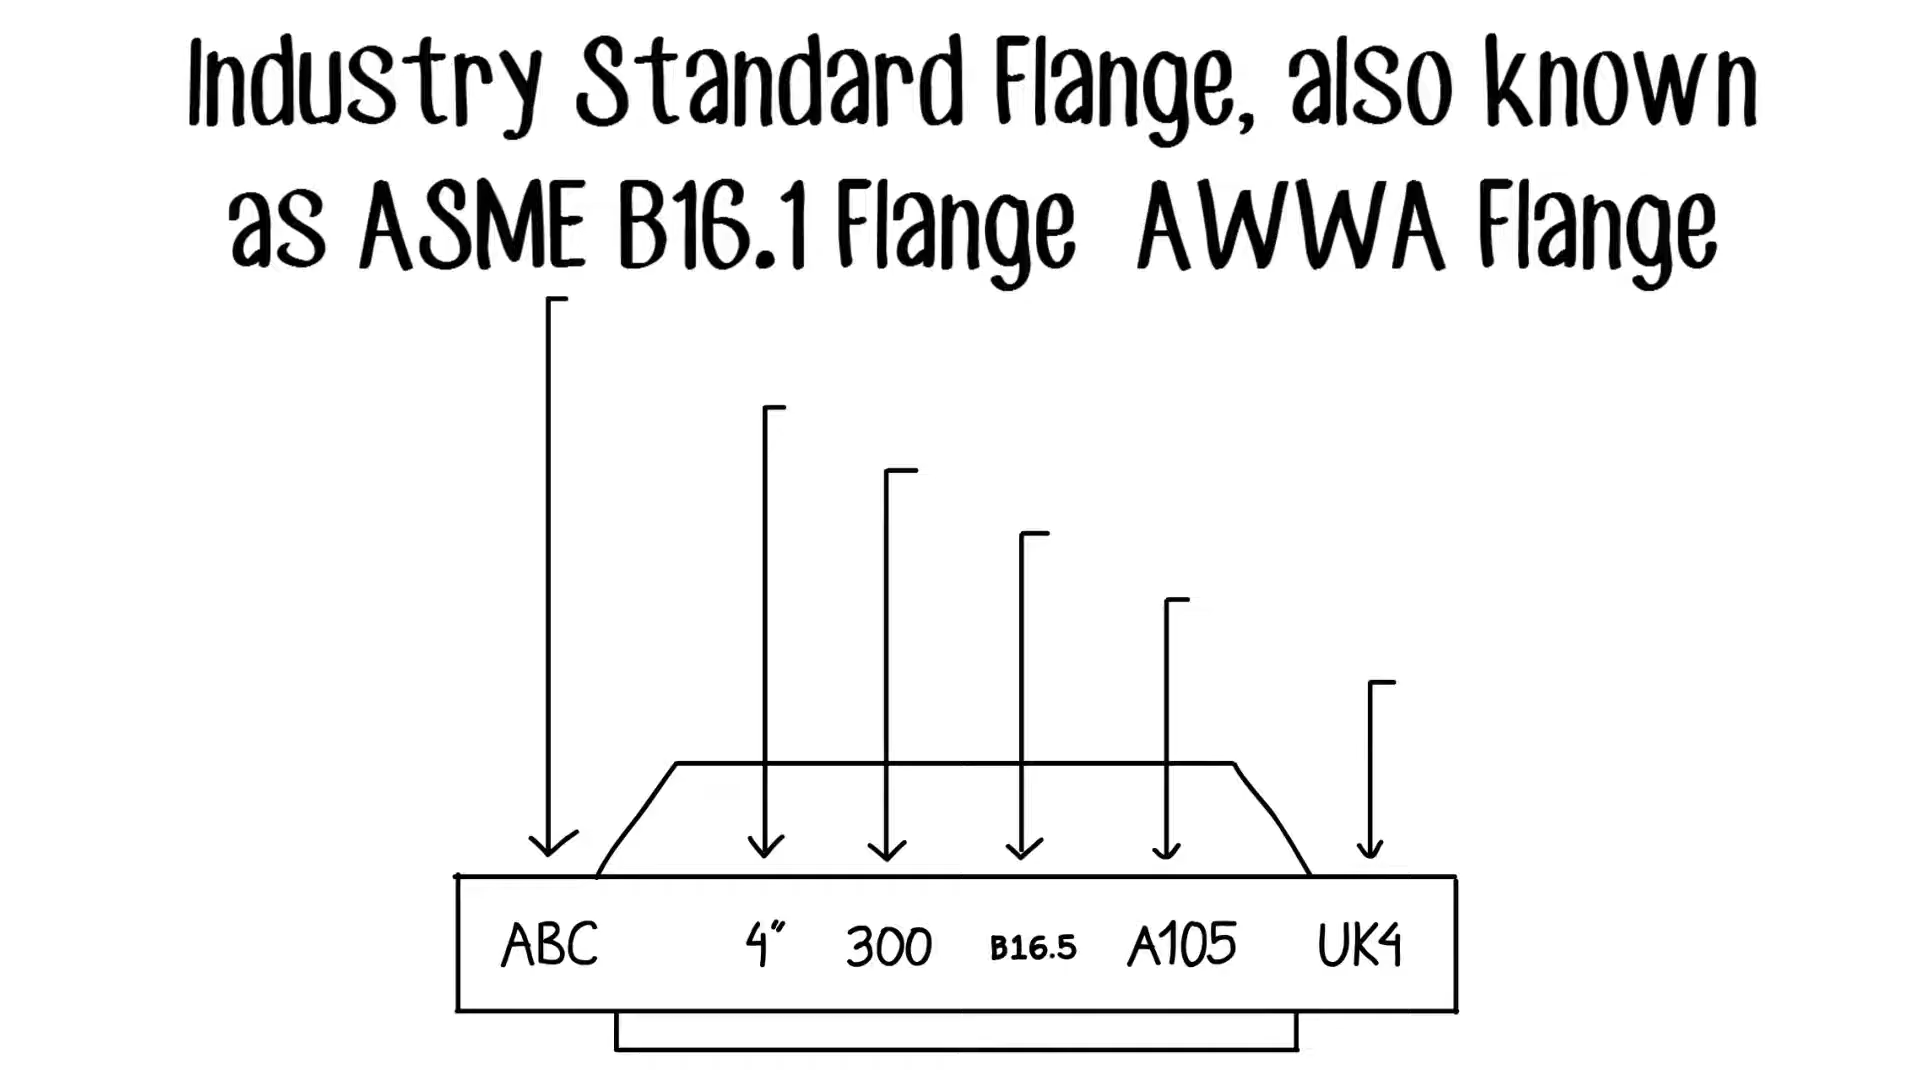 Industry Standard Flange, also known
as ASME B16.1 Flange AWWA Flange
ABC 4" 300 B16.5 A105 UK4